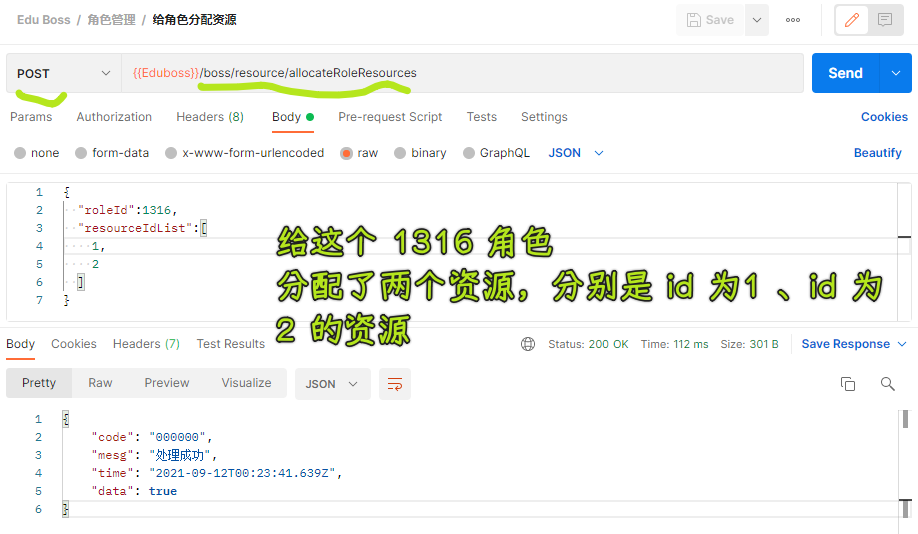 Edu Boss / 角色管理 / 给角色分配资源
Save
POST {{Eduboss}}/boss/resource/allocateRoleResources Send
Params Authorization Headers (8) Body Pre-request Script Tests Settings Cookies
none form-data x-www-form-urlencoded raw binary GraphQL JSON Beautify
1 {
2 "roleId":1316,
3 "resourceIdList":[
4 1,
5 2
6 ]
7 }
给这个 1316 角色
分配了两个资源，分别是 id 为1 、id 为
2 的资源
Body Cookies Headers (7) Test Results Status: 200 OK Time: 112 ms Size: 301 B Save Response
Pretty Raw Preview Visualize JSON
1 {
2 "code": "000000",
3 "mesg": "处理成功",
4 "time": "2021-09-12T00:23:41.639Z",
5 "data": true
6 }